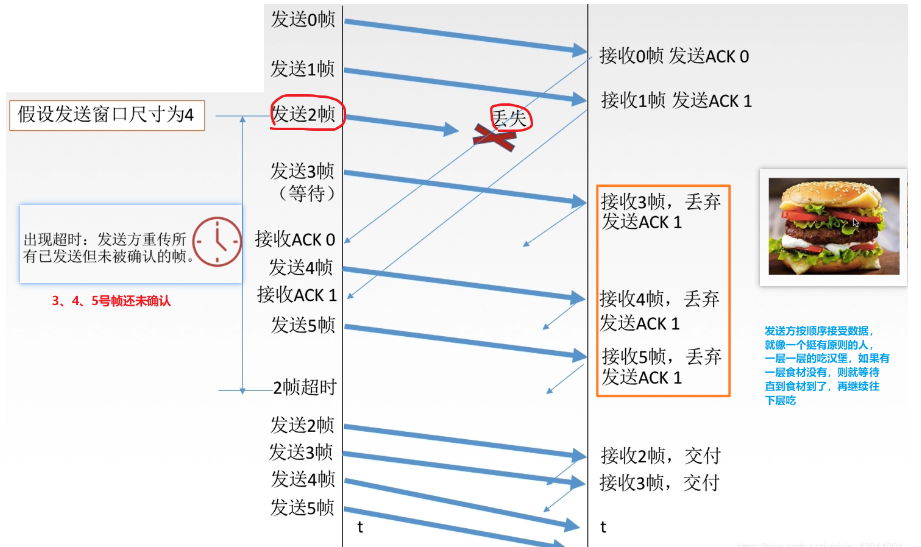 发送0帧
接收0帧 发送ACK 0
发送1帧
接收1帧 发送ACK 1
假设发送窗口尺寸为4
发送2帧
丢失
发送3帧
(等待)
接收3帧，丢弃
发送ACK 1
出现超时：发送方重传所
有已发送但未被确认的帧。
接收ACK 0
发送4帧
3、4、5号帧还未确认
接收ACK 1
接收4帧，丢弃
发送ACK 1
发送5帧
接收5帧，丢弃
发送ACK 1
发送方按顺序接受数据，
就像一个挺有原则的人，
一层一层的吃汉堡，如果有
一层食材没有，则就等待
直到食材到了，再继续往
下层吃
2帧超时
发送2帧
发送3帧
接收2帧，交付
发送4帧
接收3帧，交付
发送5帧
t
t